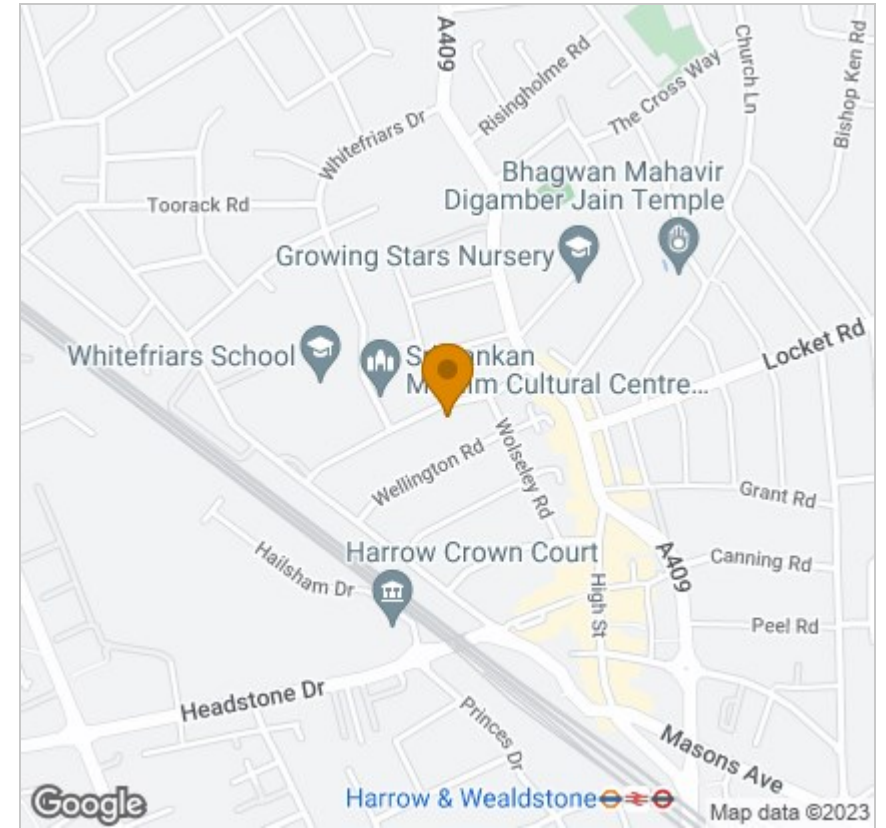 A409
Church Ln
Bishop Ken Rd
Risingholme Rd
The Cross Way
Whitefriars Dr
Bhagwan Mahavir
Digamber Jain Temple
Toorack Rd
Growing Stars Nursery
Locket Rd
Whitefriars School
Cultural Centre...
Wolseley Rd
Wellington Rd
Grant Rd
A409
Canning Rd
Harrow Crown Court
Hailsham Dr
High St
Peel Rd
Headstone Dr
Princes Dr
Masons Ave
Harrow & Wealdstone
Google
Map data ©2023